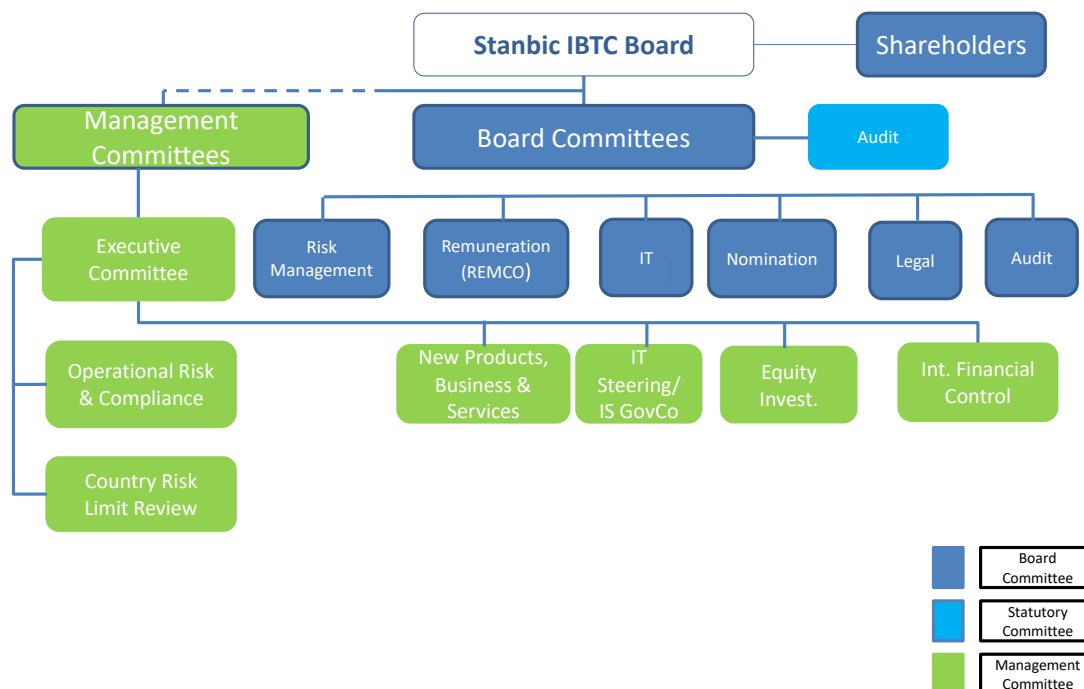 Stanbic IBTC Board
Shareholders
Management
Committees
Board Committees
Audit
Executive
Committee
Risk
Management
Remuneration
(REMCO)
IT
Nomination
Legal
Audit
Operational Risk
& Compliance
New Products,
Business &
Services
IT
Steering/
IS GovCo
Equity
Invest.
Int. Financial
Control
Country Risk
Limit Review
Board
Committee
Statutory
Committee
Management
Committee